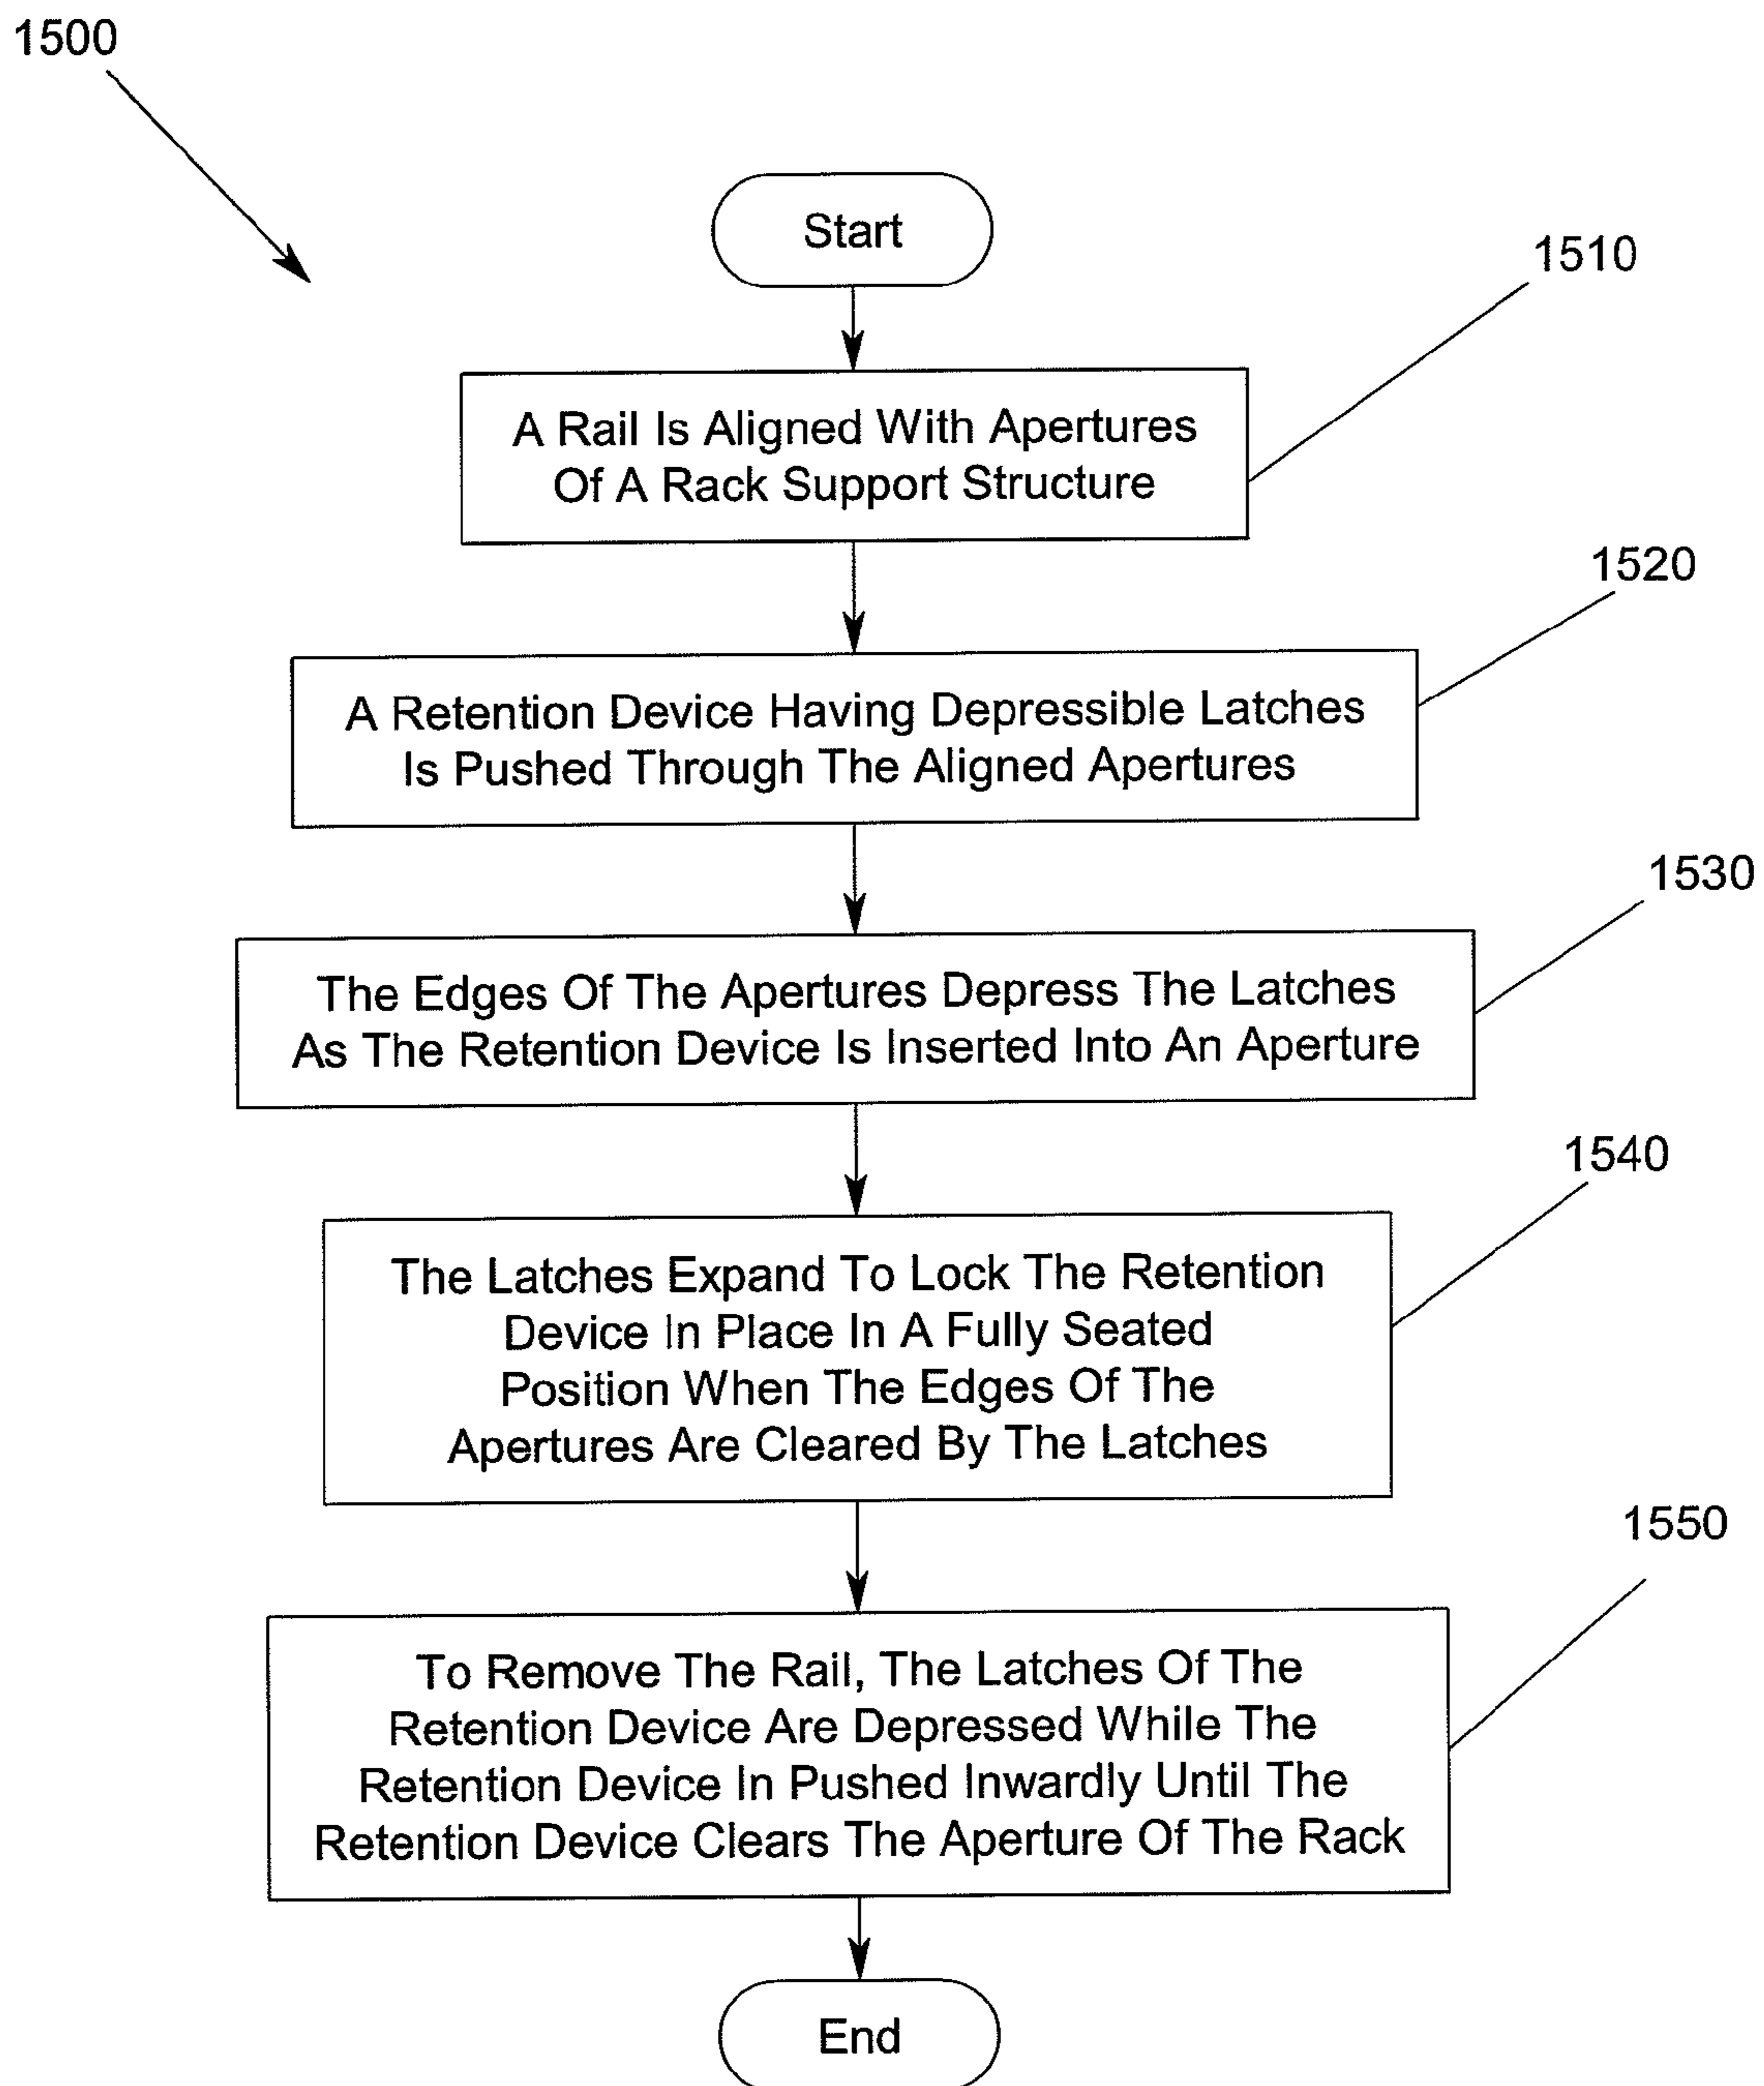 1500
Start
1510
A Rail Is Aligned With Apertures
Of A Rack Support Structure
1520
A Retention Device Having Depressible Latches
Is Pushed Through The Aligned Apertures
1530
The Edges Of The Apertures Depress The Latches
As The Retention Device Is Inserted Into An Aperture
1540
The Latches Expand To Lock The Retention
Device In Place In A Fully Seated
Position When The Edges Of The
Apertures Are Cleared By The Latches
1550
To Remove The Rail, The Latches Of The
Retention Device Are Depressed While The
Retention Device In Pushed Inwardly Until The
Retention Device Clears The Aperture Of The Rack
End